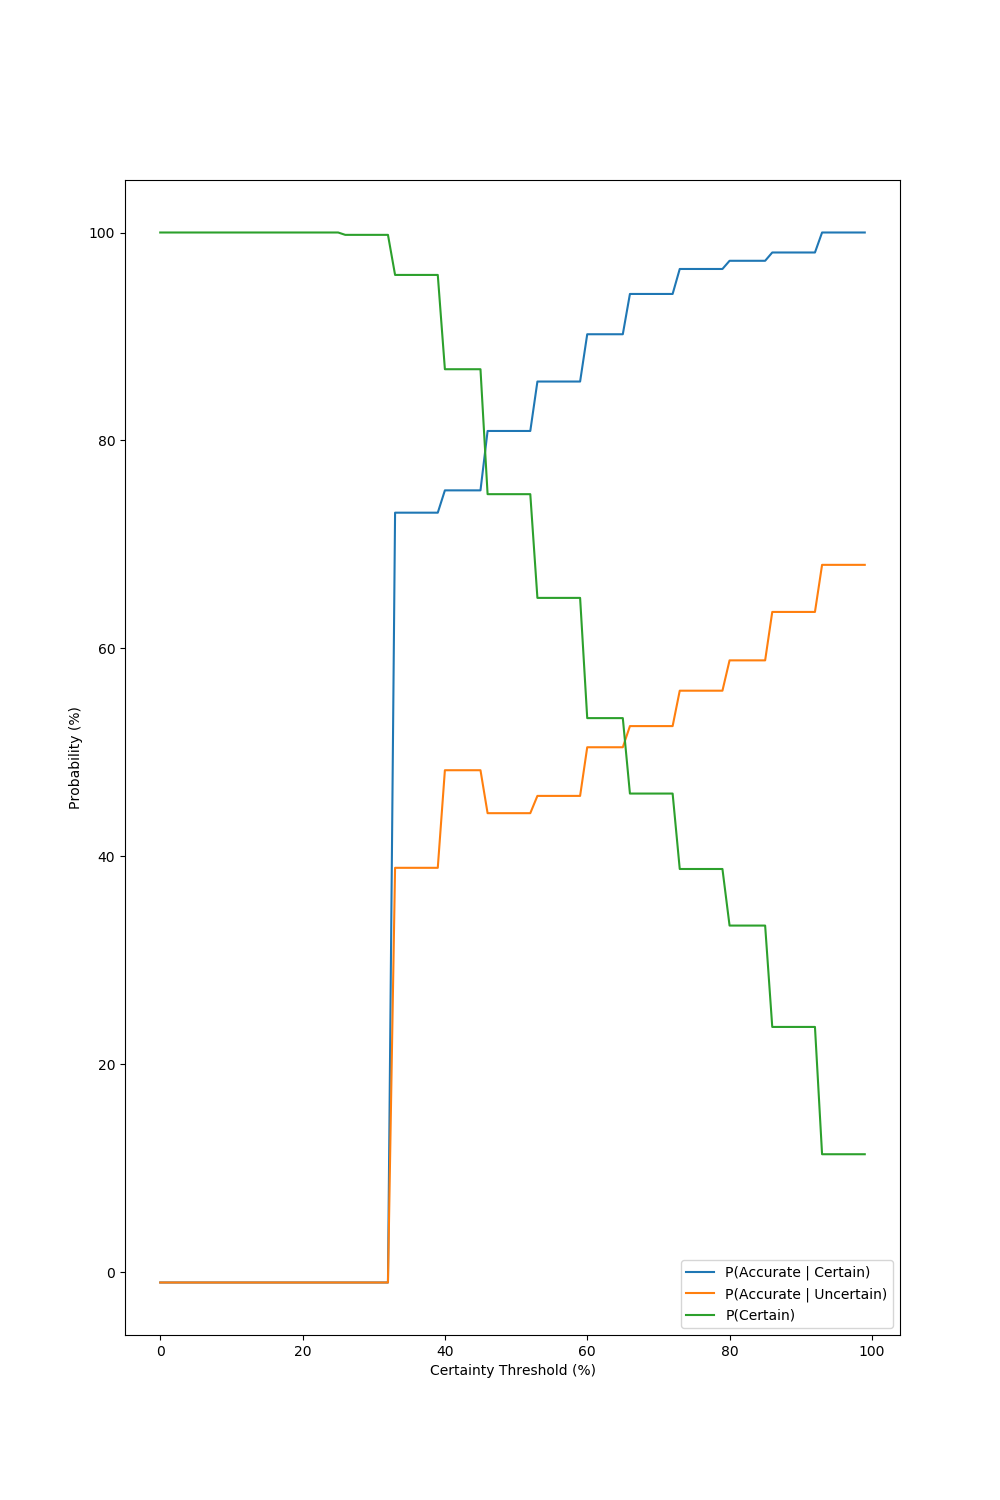 100
80
60
40
20
0
Probability (%)
0 20 40 60 80 100
Certainty Threshold (%)
P(Accurate | Certain)
P(Accurate | Uncertain)
P(Certain)